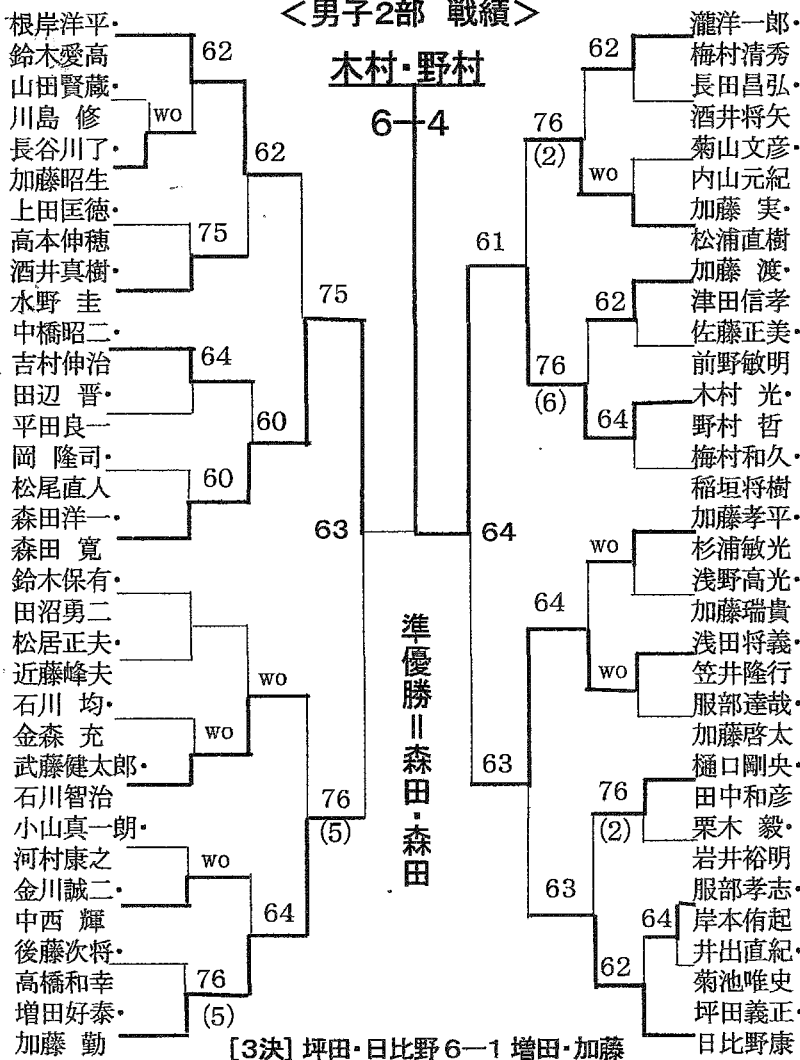 <男子2部 戦績>
木村・野村
6-4
根岸洋平・
鈴木愛高
山田賢蔵・
川島 修
長谷川了・
加藤昭生
上田匡徳・
高本伸穂
酒井真樹・
水野 圭
中橋昭二・
吉村伸治
田辺 晋・
平田良一
岡 隆司・
松尾直人
森田洋一・
森田 寛
鈴木保有・
田沼勇二
松居正夫・
近藤峰夫
石川 均・
金森 充
武藤健太郎・
石川智治
小山真一朗・
河村康之
金川誠二・
中西 輝
後藤次将・
高橋和幸
増田好泰・
加藤 勤
62
wo
75
64
60
wo
wo
76
(5)
62
60
wo
64
75
76
(5)
63
準優勝=森田・森田
64
61
63
76
(2)
76
(6)
64
63
62
wo
62
64
wo
wo
76
(2)
62
64
瀧洋一郎・
梅村清秀
長田昌弘・
酒井将矢
菊山文彦・
内山元紀
加藤 実・
松浦直樹
加藤 渡・
津田信孝
佐藤正美・
前野敏明
木村 光・
野村 哲
梅村和久・
稲垣将樹
加藤孝平・
杉浦敏光
浅野高光・
加藤瑞貴
浅田将義・
笠井隆行
服部達哉・
加藤啓太
樋口剛央・
田中和彦
栗木 毅・
岩井裕明
服部孝志・
岸本侑起
井出直紀・
菊池唯史
坪田義正・
日比野康
[3決] 坪田・日比野 6-1 増田・加藤